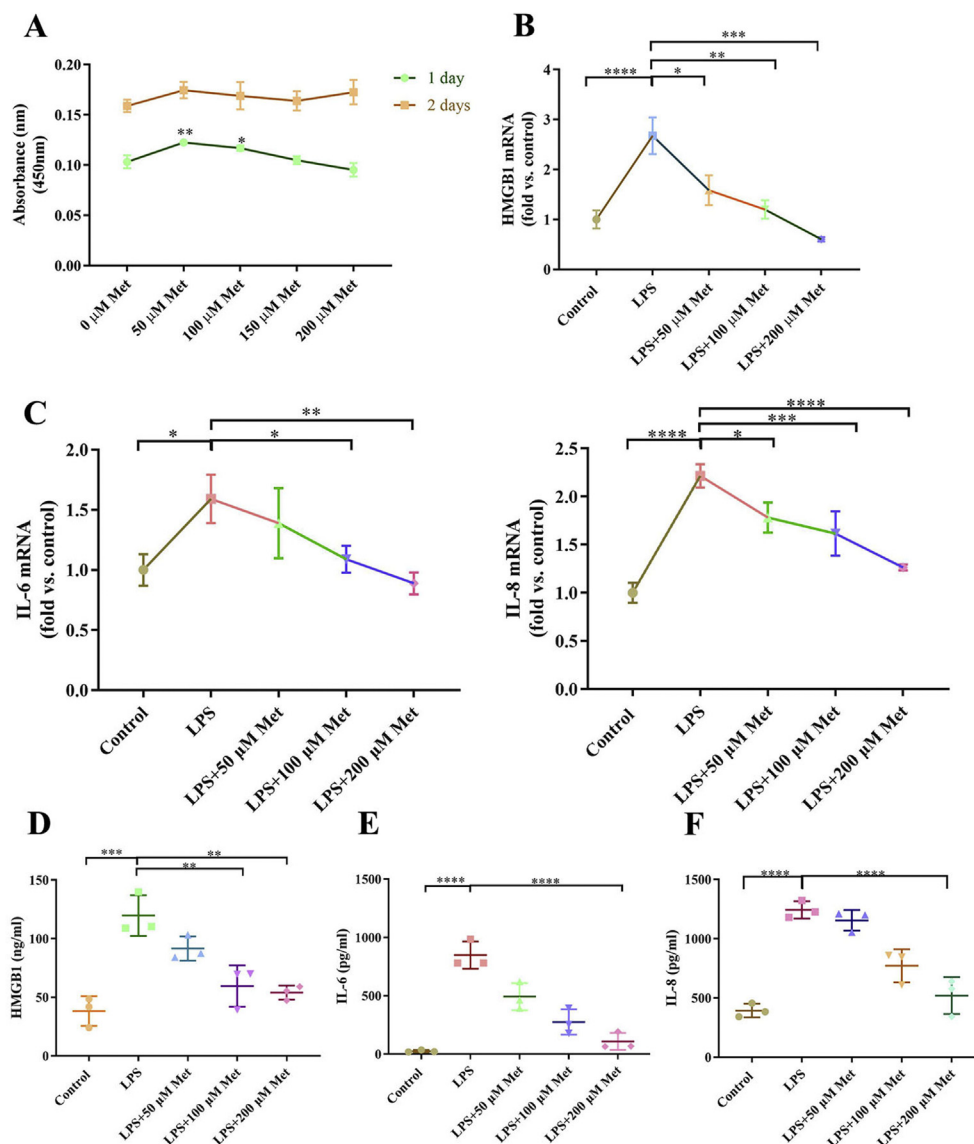 A
Absorbance (nm)
(450nm)
0.20
0.15
0.10
0.05
0.00
**
*
1 day
2 days
0 μM Met
50 μM Met
100 μM Met
150 μM Met
200 μM Met
B
HMGB1 mRNA
(fold vs. control)
4
3
2
1
0
***
**
****
*
Control
LPS
LPS+50 μM Met
LPS+100 μM Met
LPS+200 μM Met
C
IL-6 mRNA
(fold vs. control)
2.0
1.5
1.0
0.5
0.0
**
*
*
Control
LPS
LPS+50 μM Met
LPS+100 μM Met
LPS+200 μM Met
IL-8 mRNA
(fold vs. control)
2.5
2.0
1.5
1.0
0.5
0.0
****
***
****
*
Control
LPS
LPS+50 μM Met
LPS+100 μM Met
LPS+200 μM Met
D
HMGB1 (ng/ml)
150
100
50
0
***
**
**
Control
LPS
LPS+50 μM Met
LPS+100 μM Met
LPS+200 μM Met
E
IL-6 (pg/ml)
1500
1000
500
0
****
****
Control
LPS
LPS+50 μM Met
LPS+100 μM Met
LPS+200 μM Met
F
IL-8 (pg/ml)
1500
1000
500
0
****
****
Control
LPS
LPS+50 μM Met
LPS+100 μM Met
LPS+200 μM Met